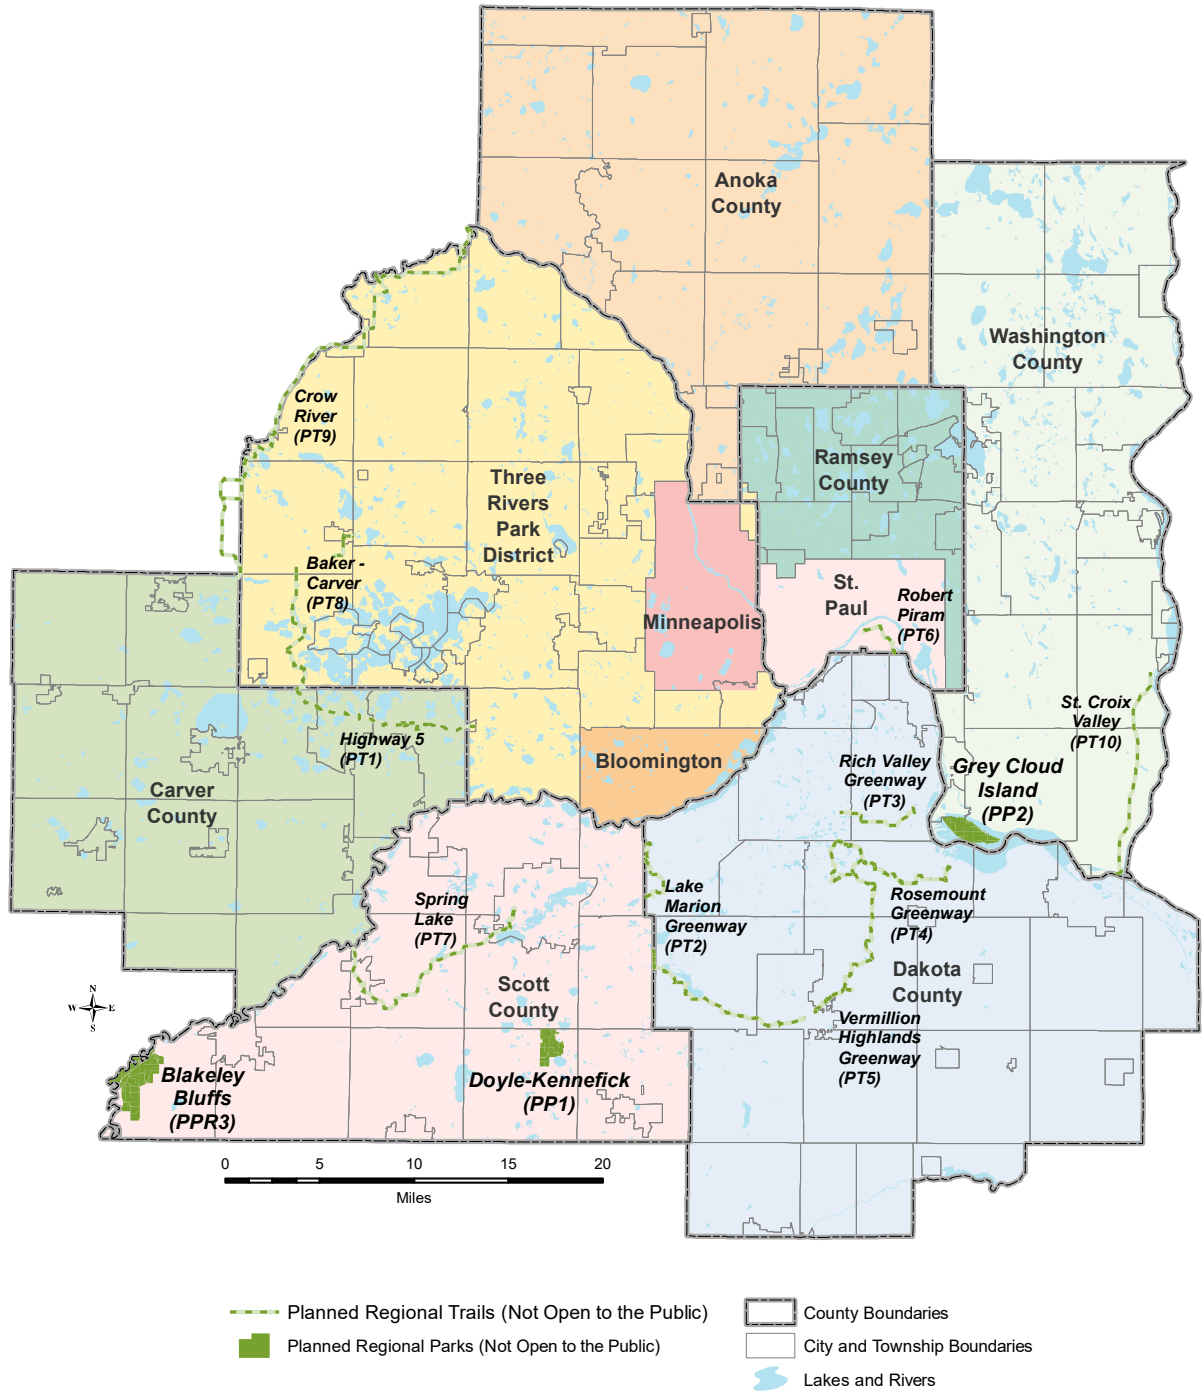 Anoka
County
Washington
County
Crow
River
(PT9)
Ramsey
County
Three
Rivers
Park
District
Baker -
Carver
(PT8)
St.
Paul
Robert
Piram
(PT6)
Minneapolis
St. Croix
Valley
(PT10)
Highway 5
(PT1)
Bloomington
Rich Valley
Greenway
(PT3)
Grey Cloud
Island
(PP2)
Carver
County
Spring
Lake
(PT7)
Lake
Marion
Greenway
(PT2)
Rosemount
Greenway
(PT4)
Dakota
County
Scott
County
Vermillion
Highlands
Greenway
(PT5)
N
W E
S
Blakeley
Bluffs
(PPR3)
Doyle-Kennefick
(PP1)
0 5 10 15 20
Miles
Planned Regional Trails (Not Open to the Public)
Planned Regional Parks (Not Open to the Public)
County Boundaries
City and Township Boundaries
Lakes and Rivers